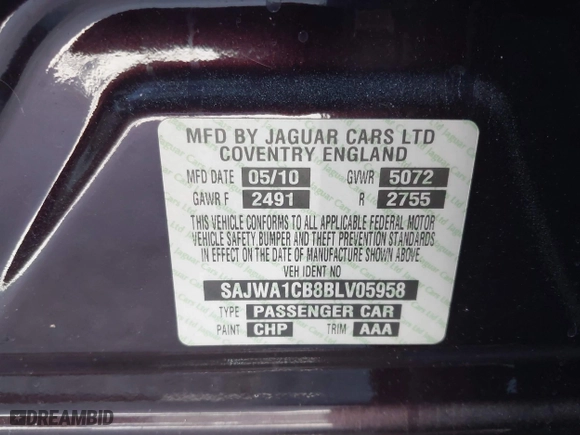 MFD BY JAGUAR CARS LTD
COVENTRY ENGLAND
MFD DATE 05/10 GVWR 5072
GAWR F 2491 R 2755
THIS VEHICLE CONFORMS TO ALL APPLICABLE FEDERAL MOTOR
VEHICLE SAFETY, BUMPER AND THEFT PREVENTION STANDARDS
IN EFFECT ON THE DATE OF MANUFACTURE SHOWN ABOVE.
VEH IDENT NO
SAJWA1CB8BLV05958
TYPE PASSENGER CAR
PAINT CHP TRIM AAA
DREAMBID